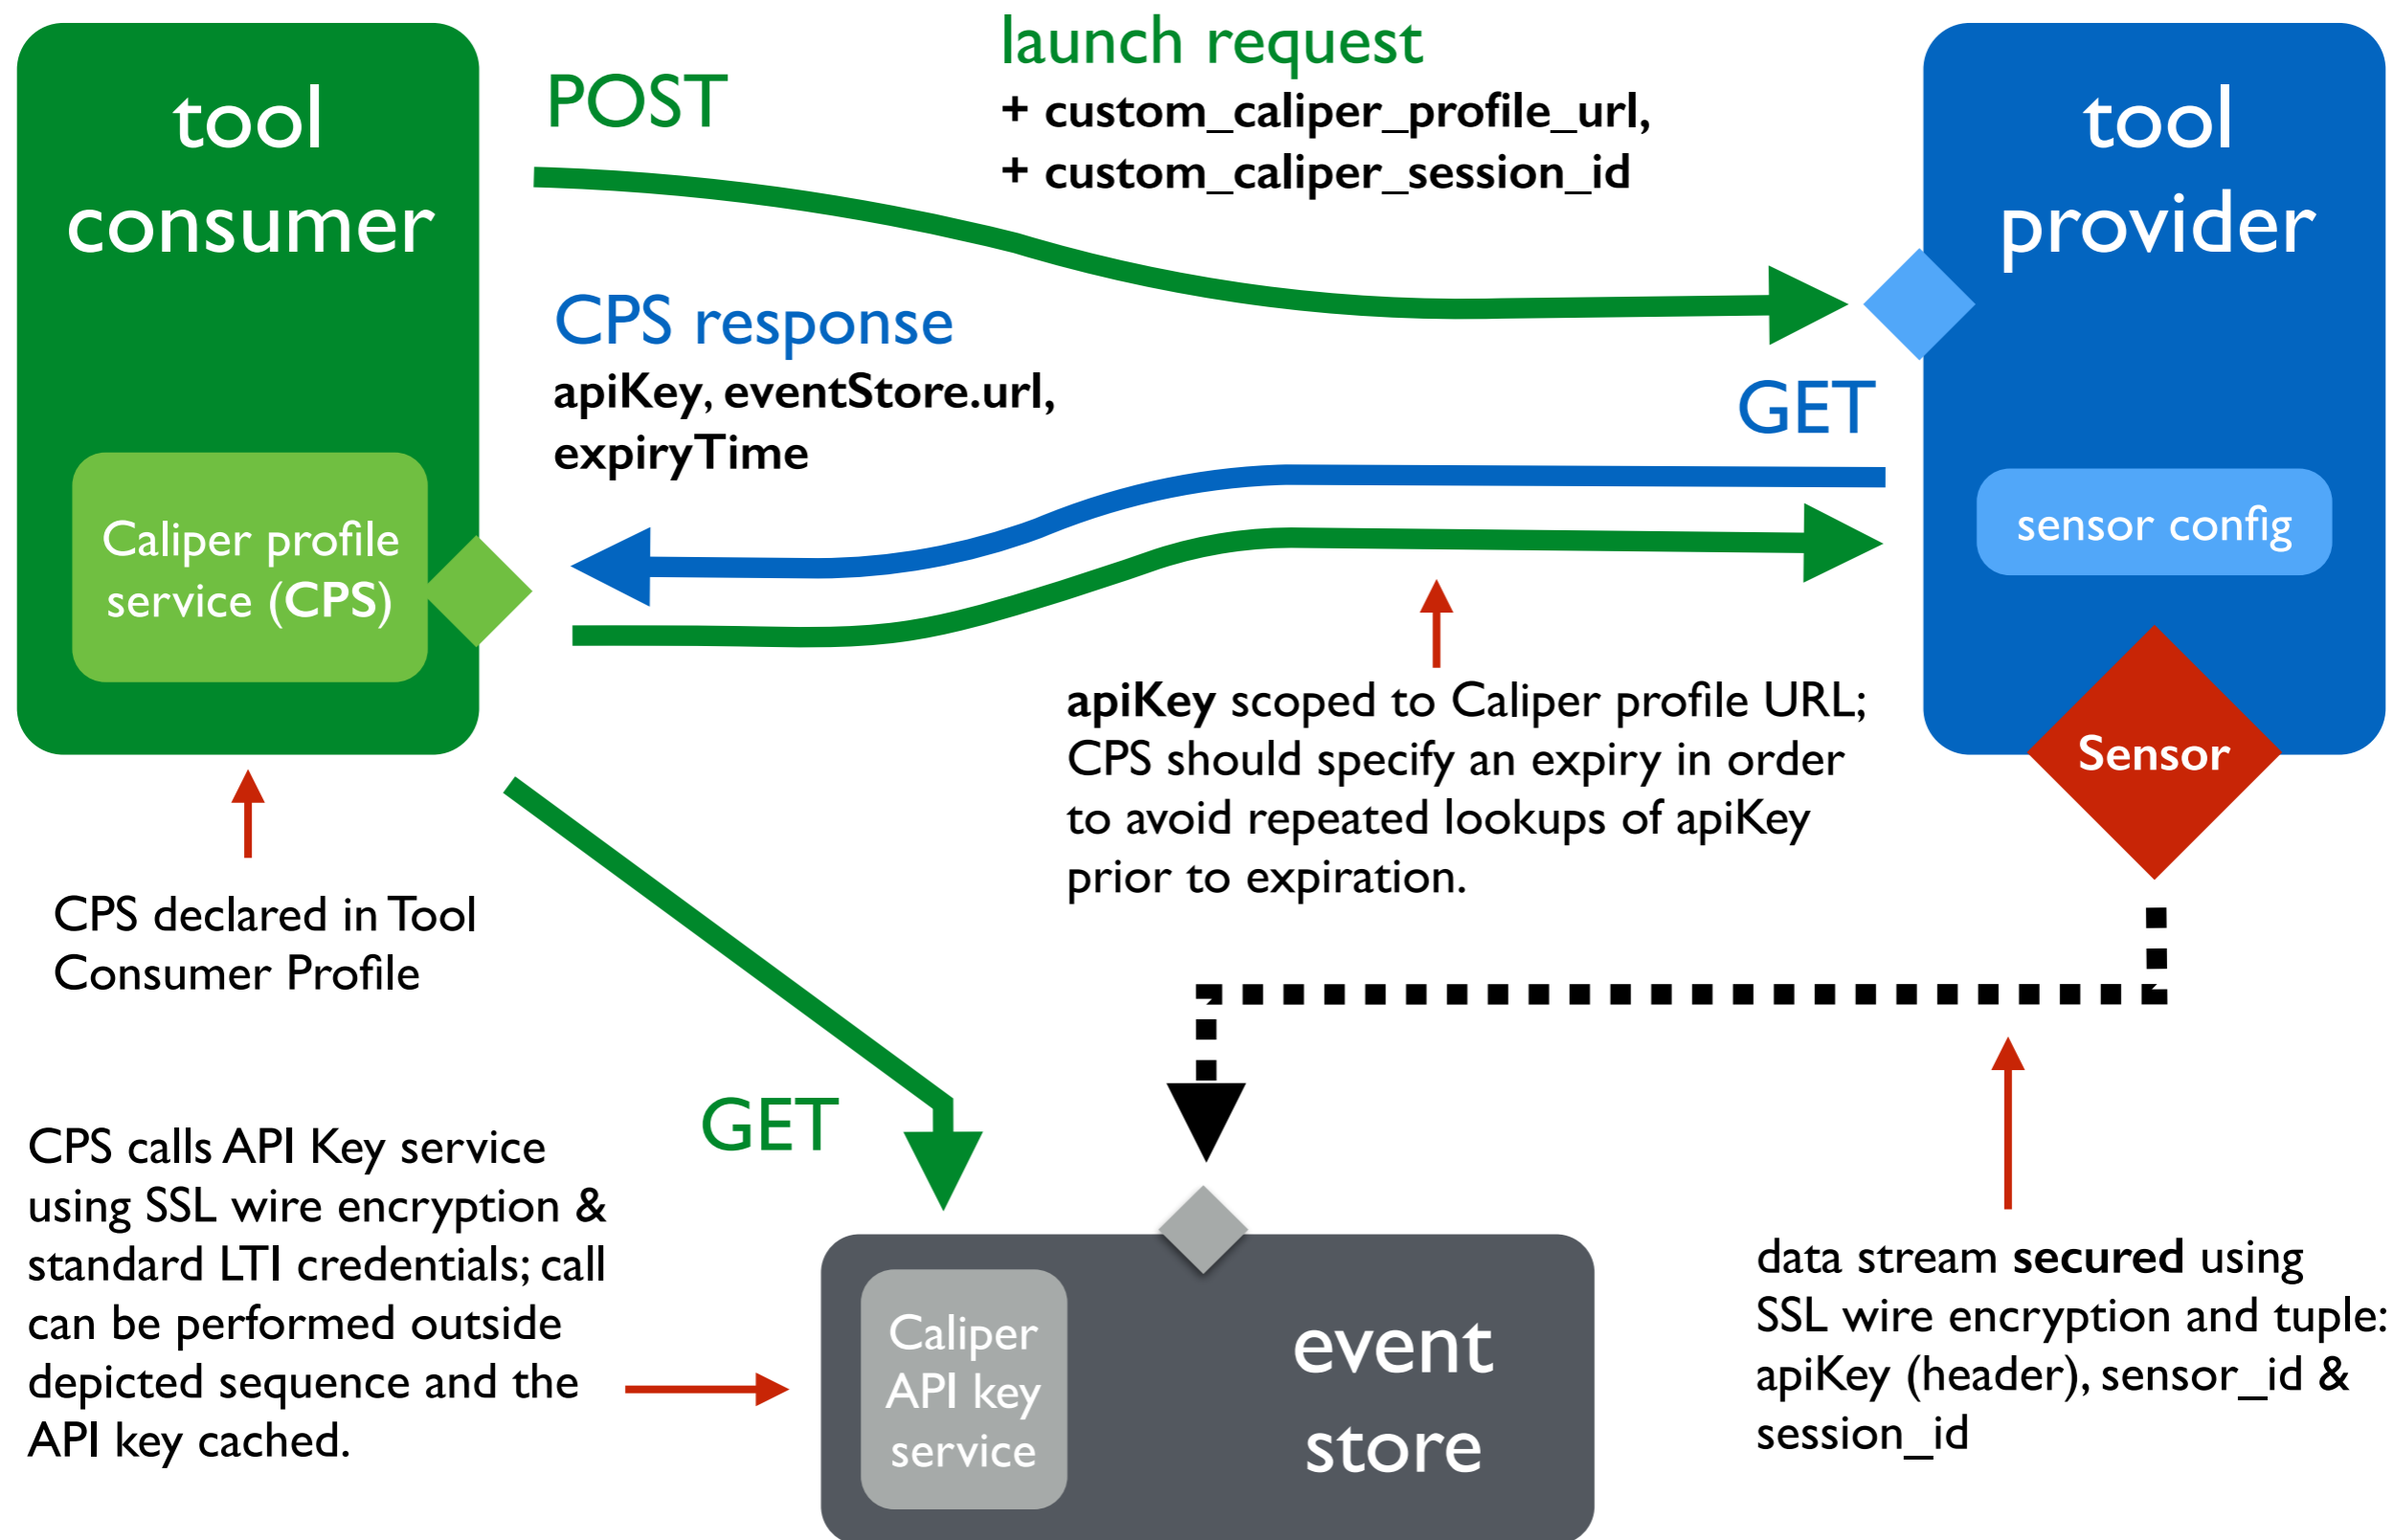 launch request
POST
+ custom_caliper_profile_url,
+ custom_caliper_session_id
tool
consumer
tool
provider
CPS response
apiKey, eventStore.url,
expiryTime
GET
Caliper profile
service (CPS)
sensor config
apiKey scoped to Caliper profile URL;
CPS should specify an expiry in order
to avoid repeated lookups of apiKey
prior to expiration.
Sensor
CPS declared in Tool
Consumer Profile
GET
CPS calls API Key service
using SSL wire encryption &
standard LTI credentials; call
can be performed outside
depicted sequence and the
API key cached.
Caliper
API key
service
event
store
data stream secured using
SSL wire encryption and tuple:
apiKey (header), sensor_id &
session_id